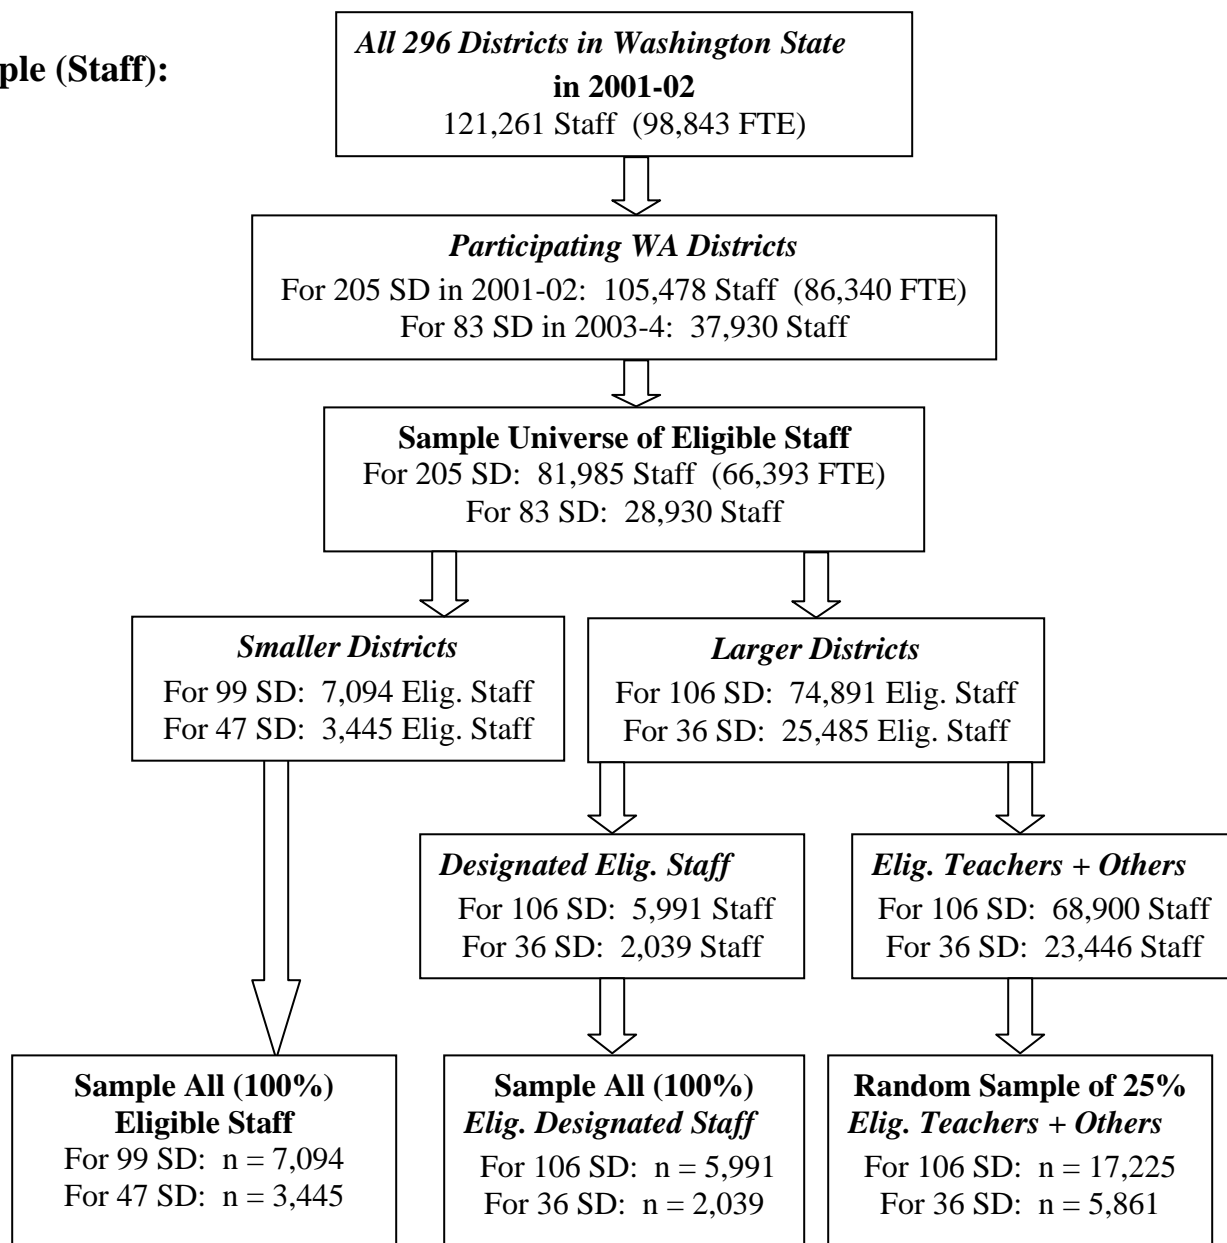 ple (Staff):
All 296 Districts in Washington State
in 2001-02
121,261 Staff (98,843 FTE)
Participating WA Districts
For 205 SD in 2001-02: 105,478 Staff (86,340 FTE)
For 83 SD in 2003-4: 37,930 Staff
Sample Universe of Eligible Staff
For 205 SD: 81,985 Staff (66,393 FTE)
For 83 SD: 28,930 Staff
Smaller Districts
For 99 SD: 7,094 Elig. Staff
For 47 SD: 3,445 Elig. Staff
Larger Districts
For 106 SD: 74,891 Elig. Staff
For 36 SD: 25,485 Elig. Staff
Designated Elig. Staff
For 106 SD: 5,991 Staff
For 36 SD: 2,039 Staff
Elig. Teachers + Others
For 106 SD: 68,900 Staff
For 36 SD: 23,446 Staff
Sample All (100%)
Eligible Staff
For 99 SD: n = 7,094
For 47 SD: n = 3,445
Sample All (100%)
Elig. Designated Staff
For 106 SD: n = 5,991
For 36 SD: n = 2,039
Random Sample of 25%
Elig. Teachers + Others
For 106 SD: n = 17,225
For 36 SD: n = 5,861